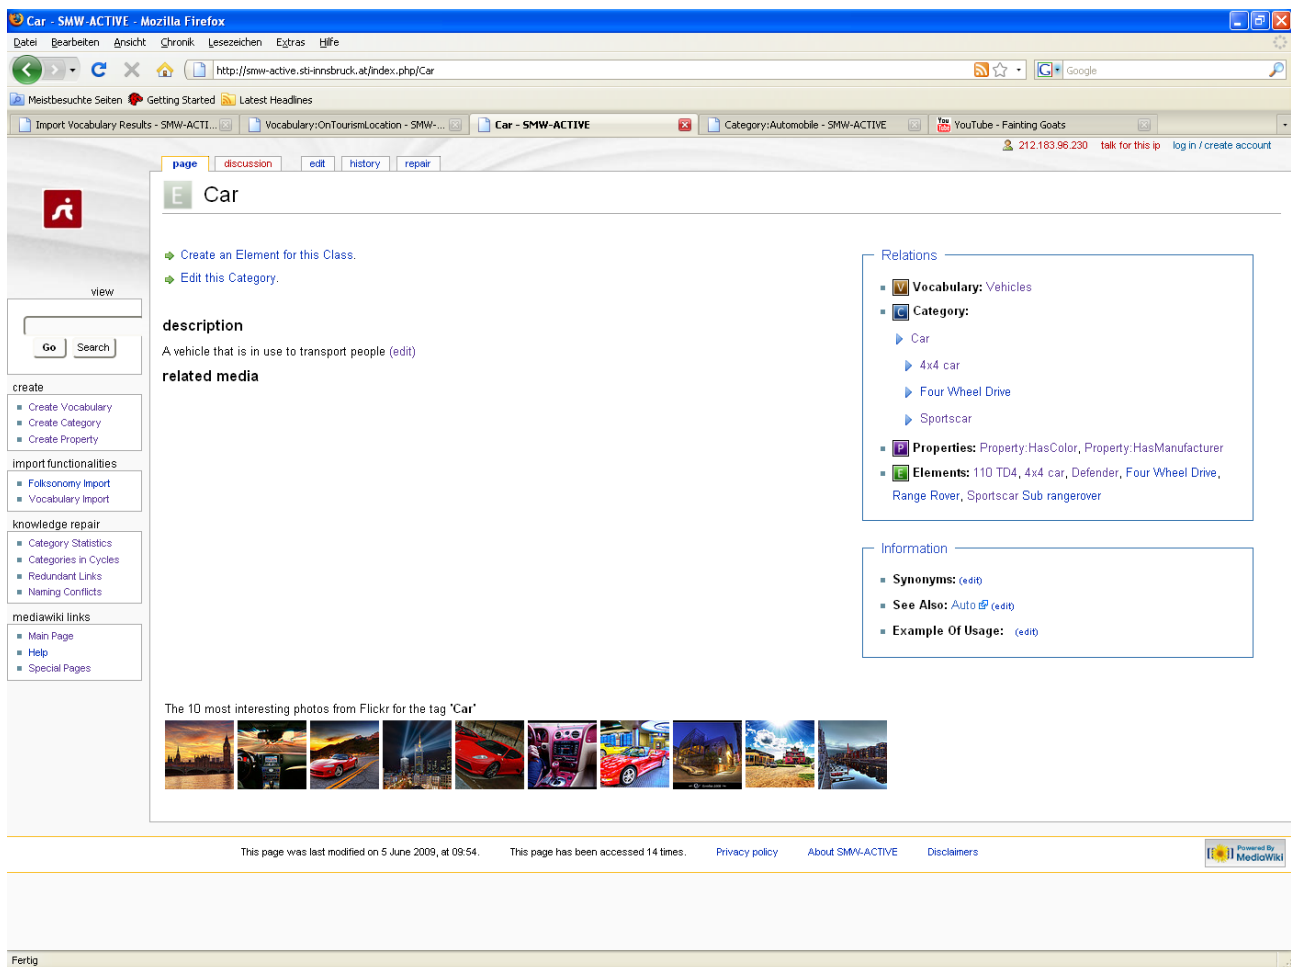 Car - SMW-ACTIVE - Mozilla Firefox
Datei Bearbeiten Ansicht Chronik Lesezeichen Extras Hilfe
http://smw-active.sti-innsbruck.at/index.php/Car
Google
Meistbesuchte Seiten Getting Started Latest Headlines
Import Vocabulary Results - SMW-ACTI... Vocabulary:OnTourismLocation - SMW-... Car - SMW-ACTIVE Category:Automobile - SMW-ACTIVE You Tube YouTube - Fainting Goats
212.183.96.230 talk for this ip log in / create account
page discussion edit history repair
E Car
Create an Element for this Class.
Edit this Category.
description
A vehicle that is in use to transport people (edit)
related media
Relations
V Vocabulary: Vehicles
C Category:
Car
4x4 car
Four Wheel Drive
Sportscar
P Properties: Property:HasColor, Property:HasManufacturer
E Elements: 110 TD4, 4x4 car, Defender, Four Wheel Drive,
Range Rover, Sportscar Sub rangerover
Information
Synonyms: (edit)
See Also: Auto (edit)
Example Of Usage: (edit)
view
Go Search
create
Create Vocabulary
Create Category
Create Property
import functionalities
Folksonomy Import
Vocabulary Import
knowledge repair
Category Statistics
Categories in Cycles
Redundant Links
Naming Conflicts
mediawiki links
Main Page
Help
Special Pages
The 10 most interesting photos from Flickr for the tag "Car"
This page was last modified on 5 June 2009, at 09:54. This page has been accessed 14 times. Privacy policy About SMW-ACTIVE Disclaimers
Powered By
MediaWiki
Fertig